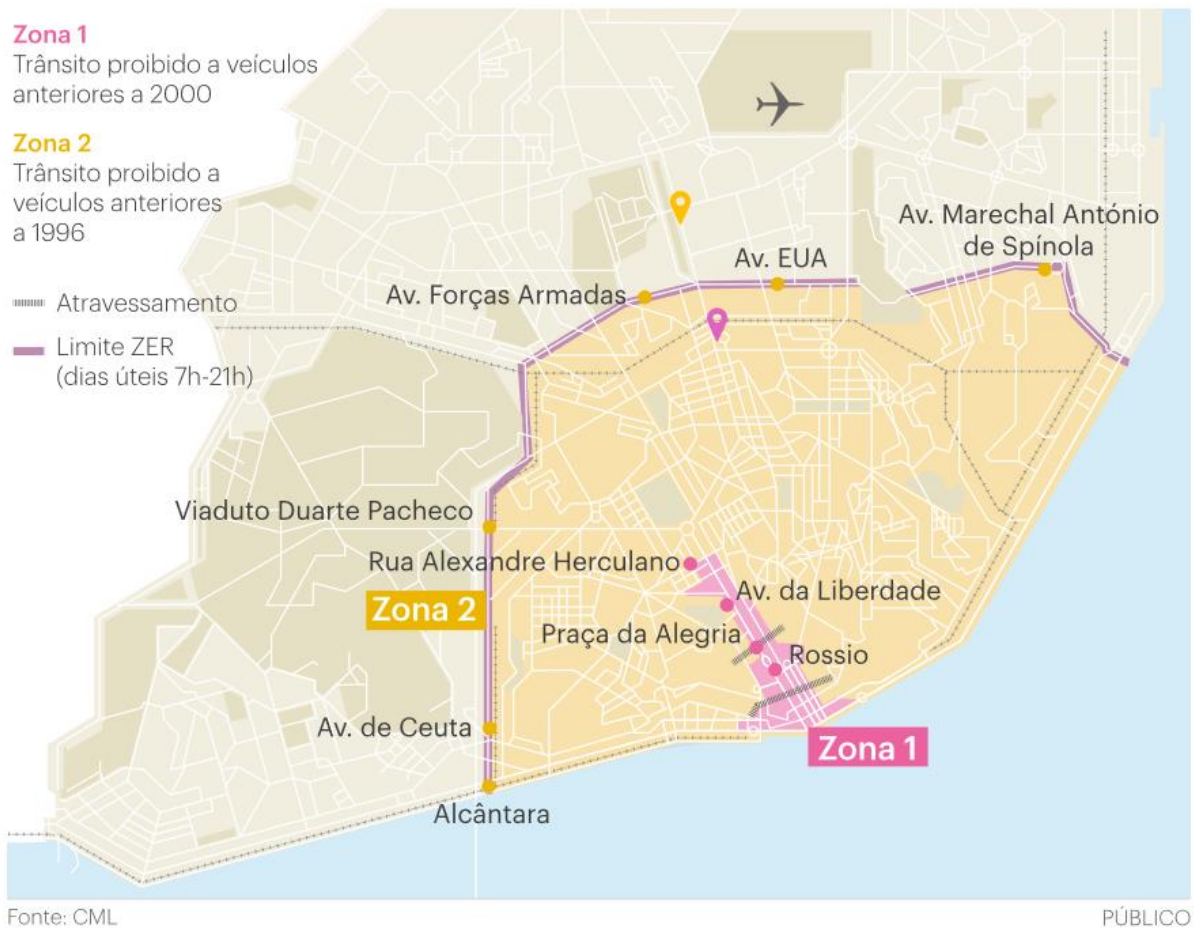 Zona 1
Trânsito proibido a veículos
anteriores a 2000
Zona 2
Trânsito proibido a
veículos anteriores
a 1996
Atravessamento
Limite ZER
(dias úteis 7h-21h)
Av. Marechal António
de Spínola
Av. EUA
Av. Forças Armadas
Viaduto Duarte Pacheco
Rua Alexandre Herculano
Av. da Liberdade
Zona 2
Praça da Alegria
Rossio
Av. de Ceuta
Zona 1
Alcântara
Fonte: CML
PÚBLICO